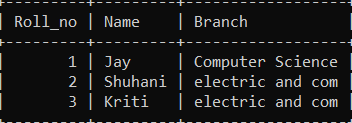 Roll_no | Name | Branch
1 | Jay | Computer Science
2 | Shuhani | electric and com
3 | Kriti | electric and com